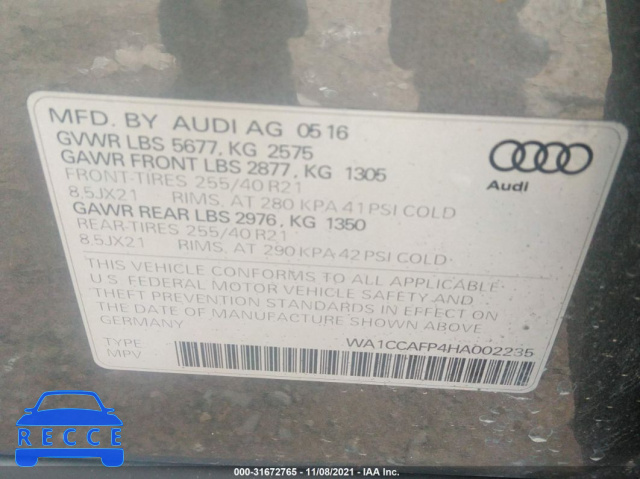 MFD. BY AUDI AG 05 16
GVWR LBS 5677, KG 2575
GAWR FRONT LBS 2877, KG 1305
FRONT-TIRES 255/40 R21
8.5JX21 RIMS, AT 280 KPA 41 PSI COLD
GAWR REAR LBS 2976, KG 1350
REAR-TIRES 255/40 R21
8.5JX21 RIMS, AT 290 KPA 42 PSI COLD
Audi
THIS VEHICLE CONFORMS TO ALL APPLICABLE
U.S. FEDERAL MOTOR VEHICLE SAFETY AND
THEFT PREVENTION STANDARDS IN EFFECT ON
THE DATE OF MANUFACTURE SHOWN ABOVE
GERMANY
WA1CCAFP4HA002235
TYPE
MPV
RECCE
000-31672765 - 11/08/2021 - IAA Inc.